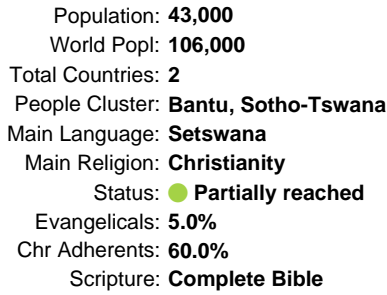 Population: 43,000
World Popl: 106,000
Total Countries: 2
People Cluster: Bantu, Sotho-Tswana
Main Language: Setswana
Main Religion: Christianity
Status: Partially reached
Evangelicals: 5.0%
Chr Adherents: 60.0%
Scripture: Complete Bible